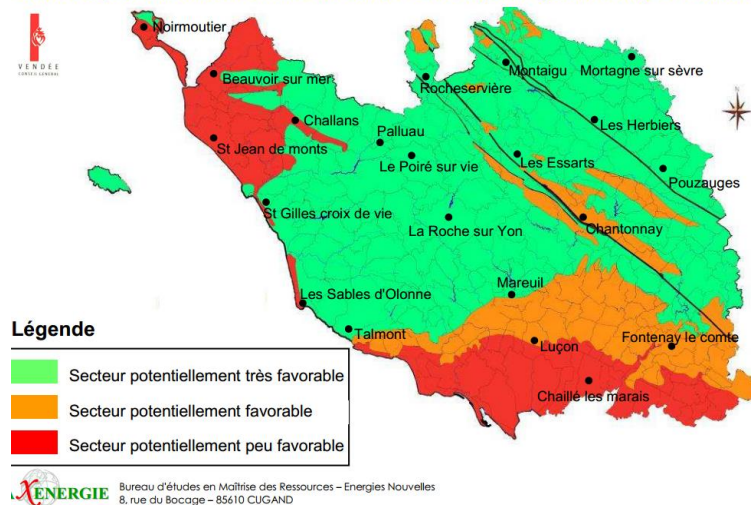 VENDÉE
CONSEIL GENERAL
Noirmoutier
Beauvoir sur mer
Rocheservière
Montaigu
Mortagne sur sèvre
Challans
Palluau
Les Herbiers
St Jean de monts
Le Poiré sur vie
Les Essarts
Pouzauges
St Gilles croix de vie
La Roche sur Yon
Chantonnay
Les Sables d'Olonne
Mareuil
Talmont
Luçon
Fontenay le comte
Chaillé les marais
Légende
Secteur potentiellement très favorable
Secteur potentiellement favorable
Secteur potentiellement peu favorable
AXENERGIE
Bureau d'études en Maîtrise des Ressources – Energies Nouvelles
8, rue du Bocage – 85610 CUGAND